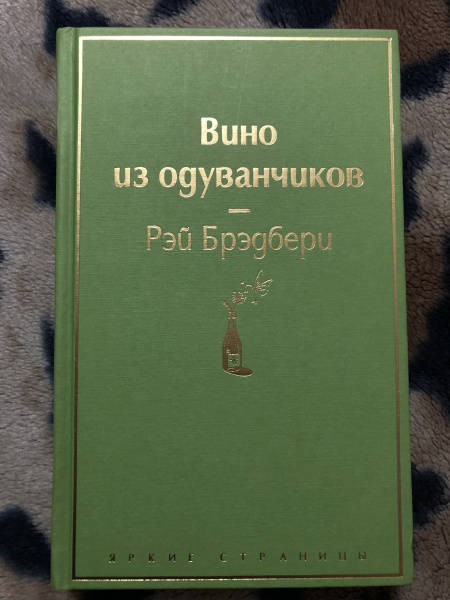 Вино
из одуванчиков
Рэй Брэдбери
ЯРКИЕ СТРАНИЦЫ